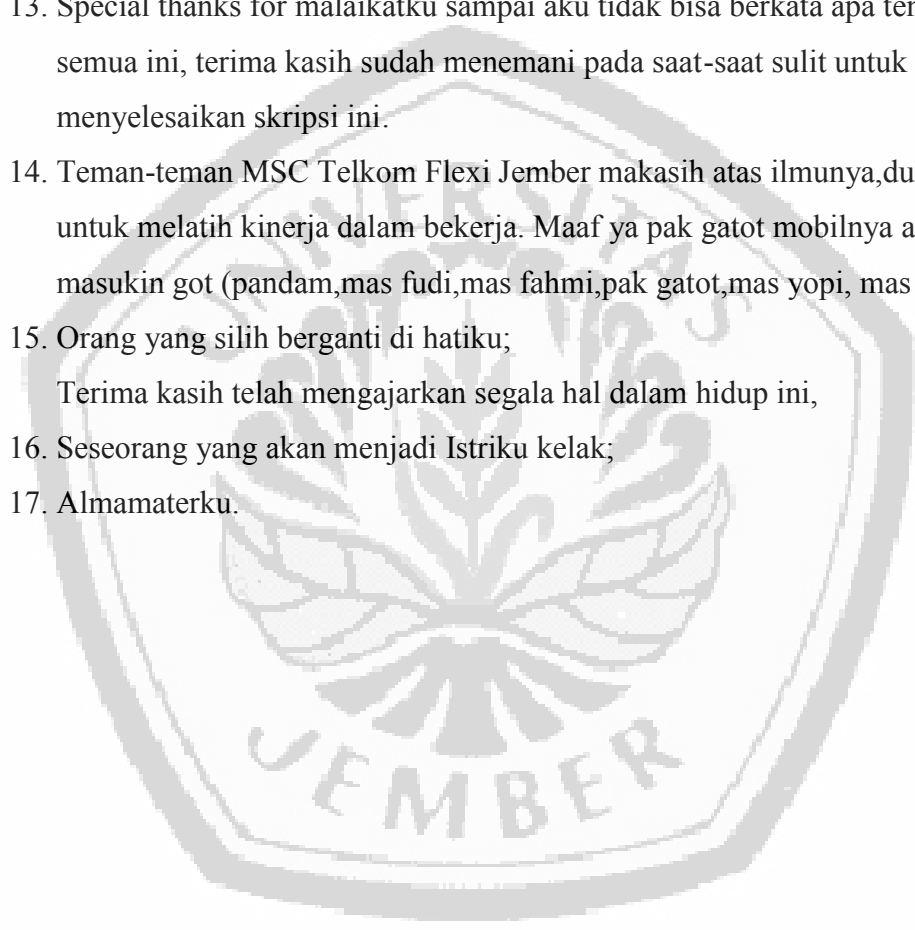 13. Special thanks for malaikatku sampai aku tidak bisa berkata apa
semua ini, terima kasih sudah menemani pada saat-saat sulit untuk
menyelesaikan skripsi ini.
14. Teman-teman MSC Telkom Flexi Jember makasih atas ilmunya,
untuk melatih kinerja dalam bekerja. Maaf ya pak gatot mobilnya
masukin got (pandam,mas fudi,mas fahmi,pak gatot,mas yopi, mas
15. Orang yang silih berganti di hatiku;
Terima kasih telah mengajarkan segala hal dalam hidup ini,
16. Seseorang yang akan menjadi Istriku kelak;
17. Almamaterku.
UNIVERSITAS
JEMBER